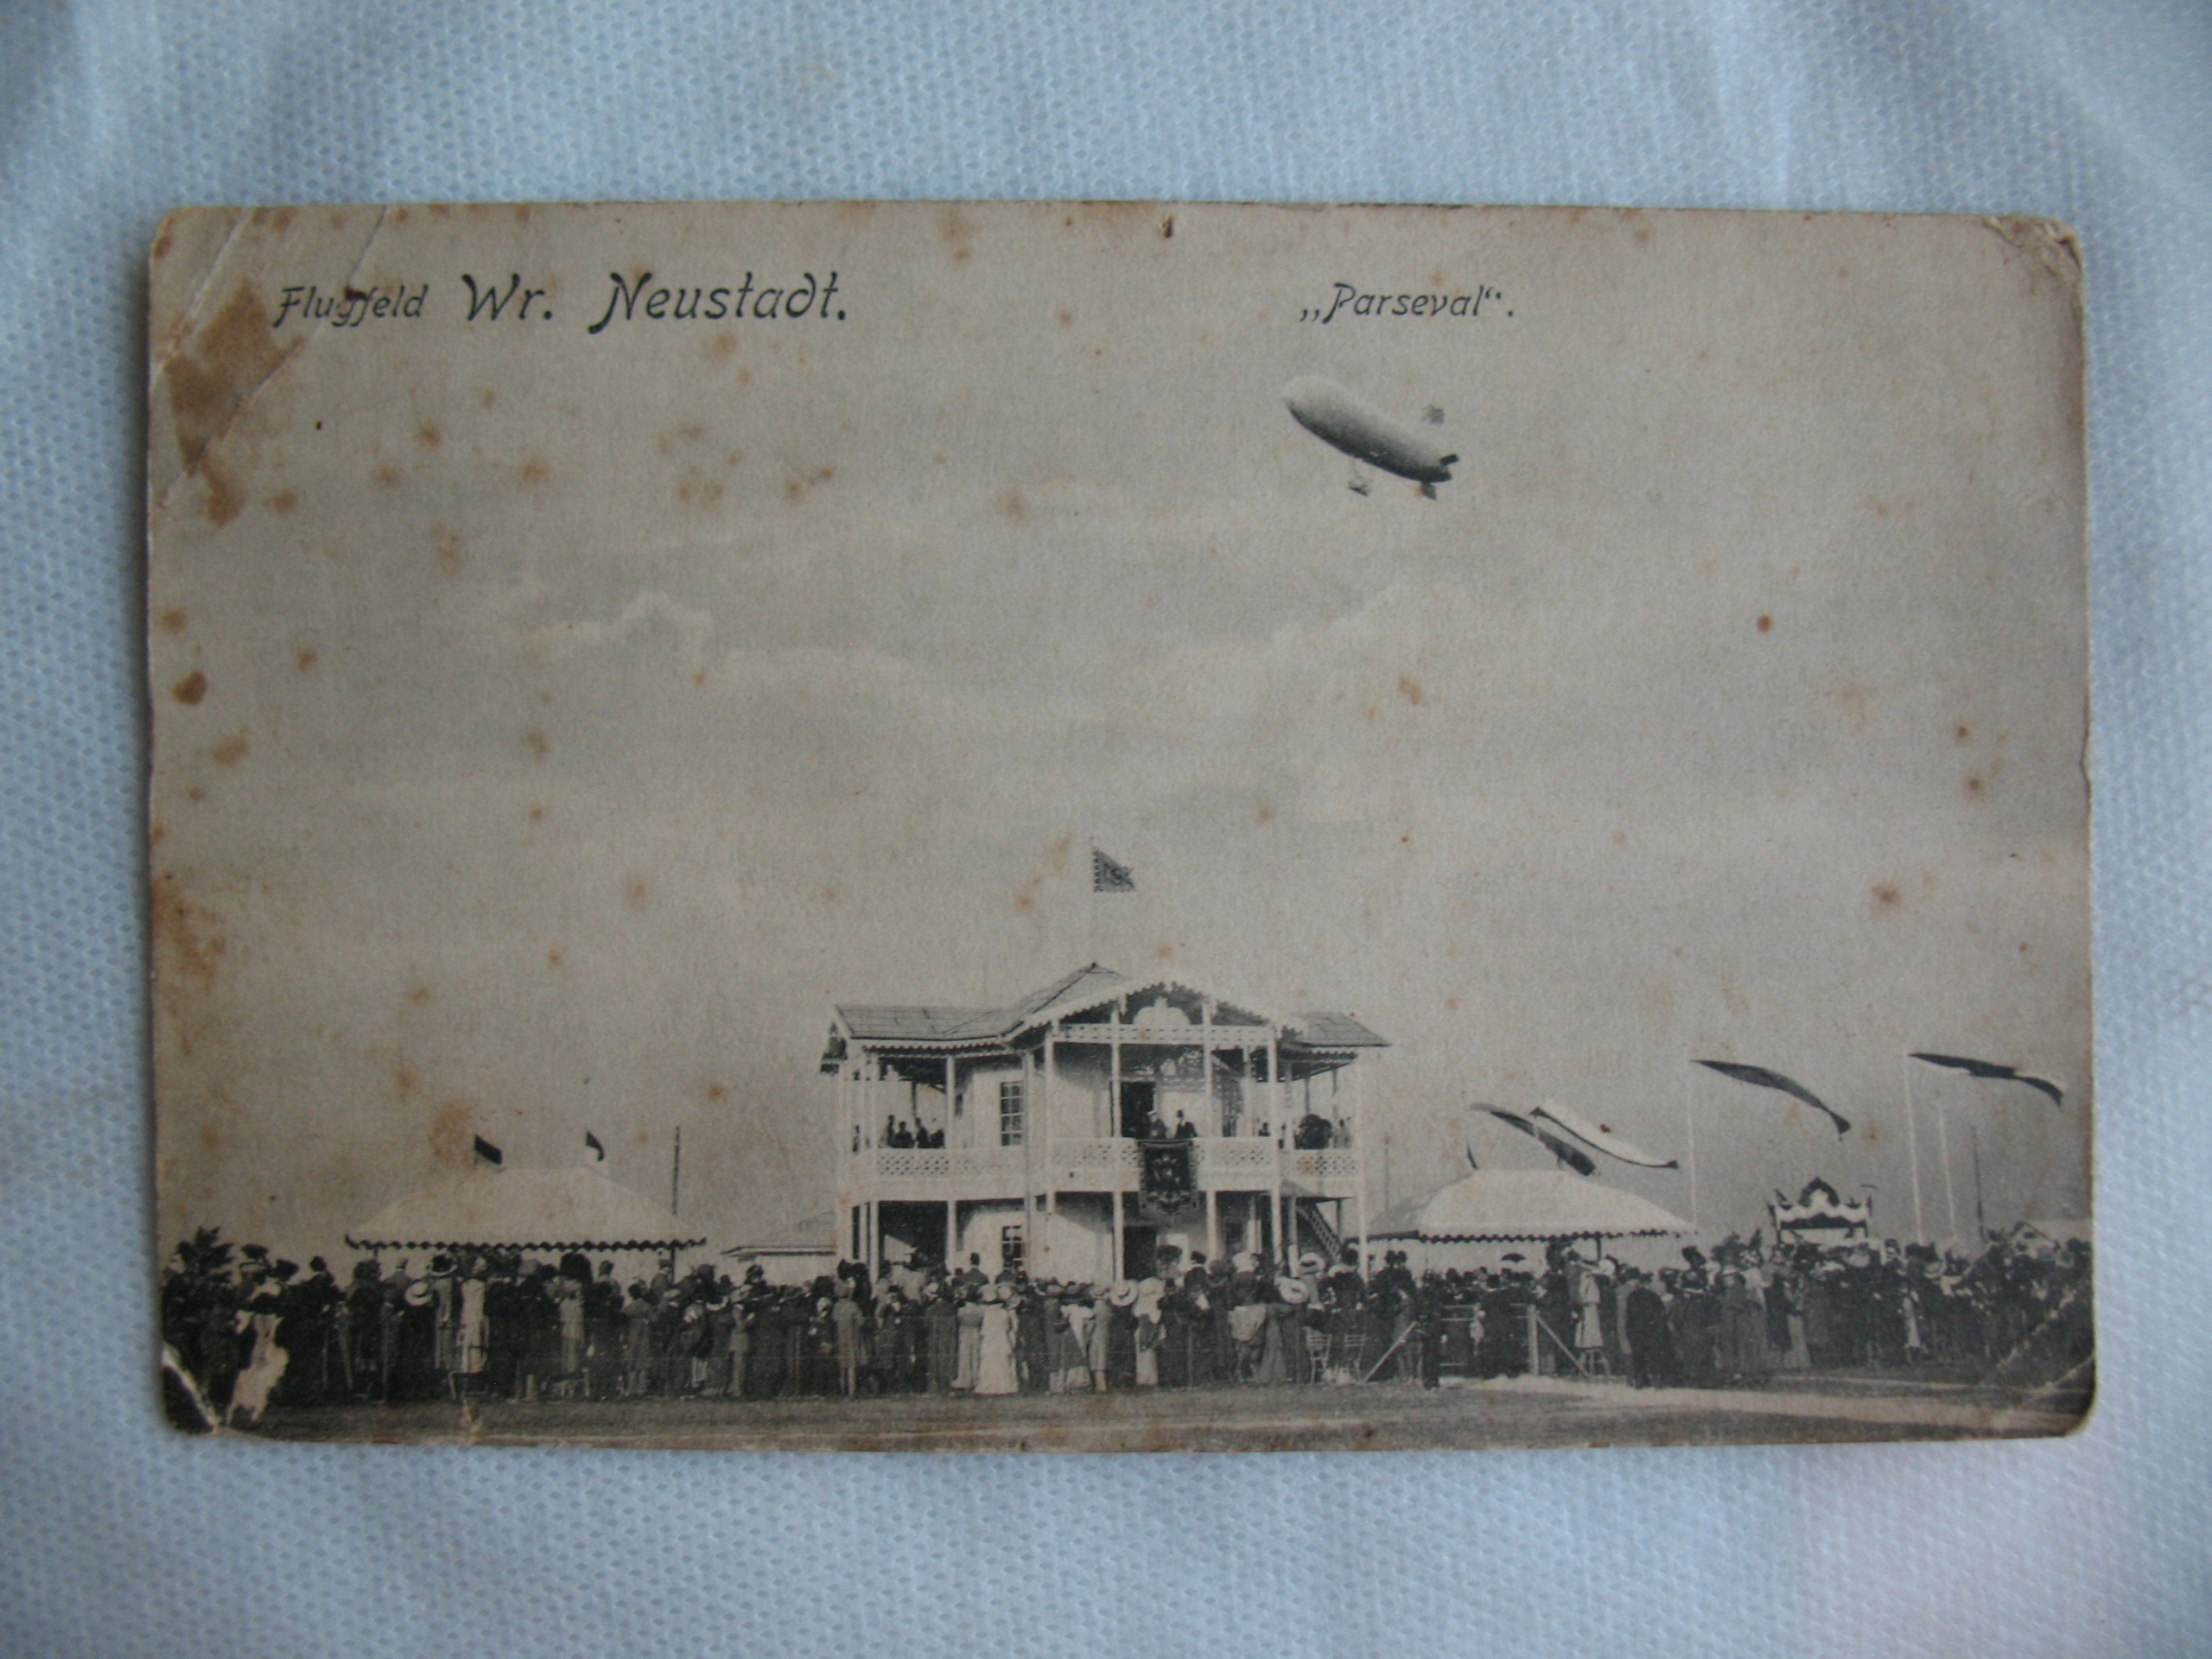 Flugfeld Wr. Neustadt.
„Parseval“.